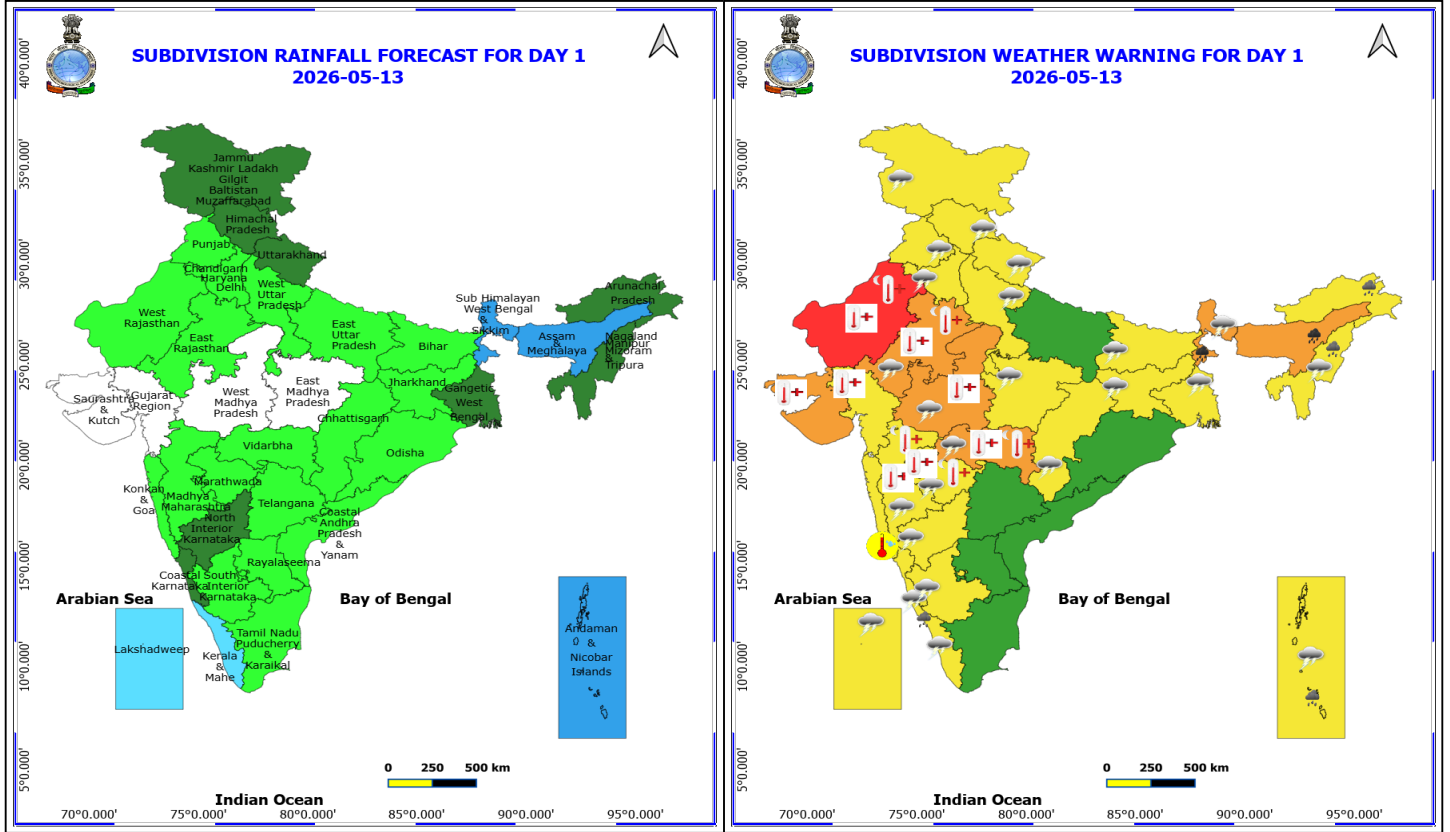 SUBDIVISION RAINFALL FORECAST FOR DAY 1
2026-05-13
40°0.000'
35°0.000'
30°0.000'
25°0.000'
20°0.000'
15°0.000'
10°0.000'
5°0.000'
Jammu
Kashmir Ladakh
Gilgit
Baltistan
Muzaffarabad
Himachal
Pradesh
Punjab
Uttarakhand
Chandigarh
Haryana
Delhi
West
Uttar
Pradesh
West
Rajasthan
East
Rajasthan
East
Uttar
Pradesh
Bihar
Sub Himalayan
West Bengal
&
Sikkim
Arunachal
Pradesh
Assam
&
Meghalaya
Nagaland
Manipur
Mizoram
&
Tripura
Jharkhand
Gangetic
West
Bengal
Saurashtra
&
Kutch
Gujarat
Region
West
Madhya
Pradesh
East
Madhya
Pradesh
Chhattisgarh
Vidarbha
Odisha
Konkan
&
Goa
Marathwada
Madhya
Maharashtra
Telangana
North
Interior
Karnataka
Coastal
Andhra
Pradesh
&
Yanam
Rayalaseema
Coastal
Karnataka
South
Interior
Karnataka
Tamil Nadu
Puducherry
&
Karaikal
Kerala
&
Mahe
Lakshadweep
Andaman
&
Nicobar
Islands
Arabian Sea
Bay of Bengal
Indian Ocean
0 250 500 km
70°0.000' 75°0.000' 80°0.000' 85°0.000' 90°0.000' 95°0.000'
SUBDIVISION WEATHER WARNING FOR DAY 1
2026-05-13
40°0.000'
35°0.000'
30°0.000'
25°0.000'
20°0.000'
15°0.000'
10°0.000'
5°0.000'
Arabian Sea
Bay of Bengal
Indian Ocean
0 250 500 km
70°0.000' 75°0.000' 80°0.000' 85°0.000' 90°0.000' 95°0.000'